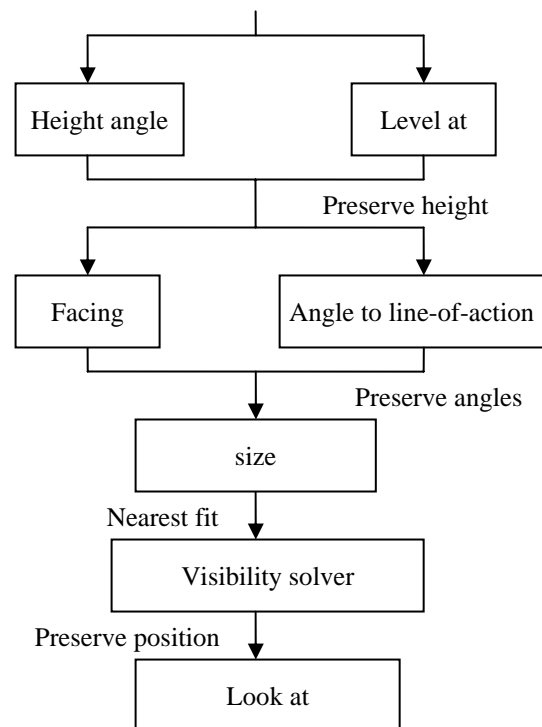 Height angle
Level at
Preserve height
Facing
Angle to line-of-action
Preserve angles
size
Nearest fit
Visibility solver
Preserve position
Look at